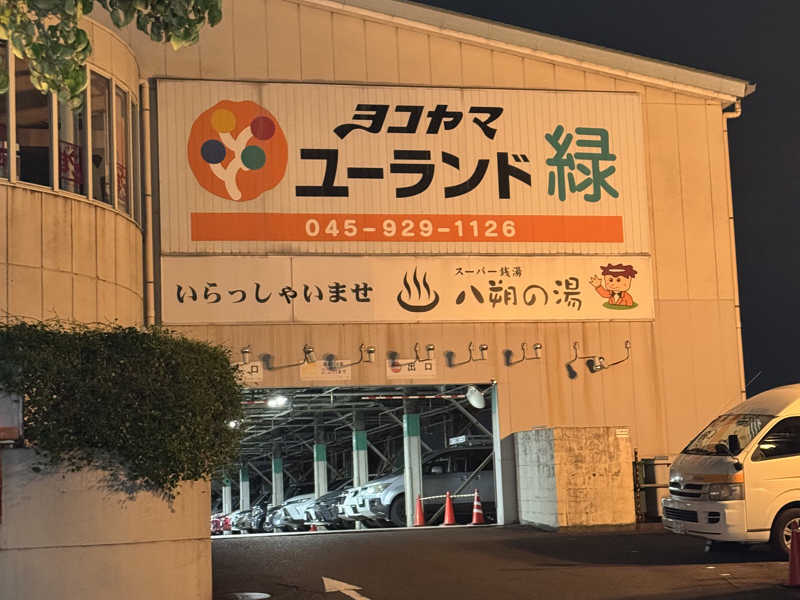 ヨコヤマ
ユーランド緑
045-929-1126
いらっしゃいませ
スーパー銭湯
八朔の湯
出口